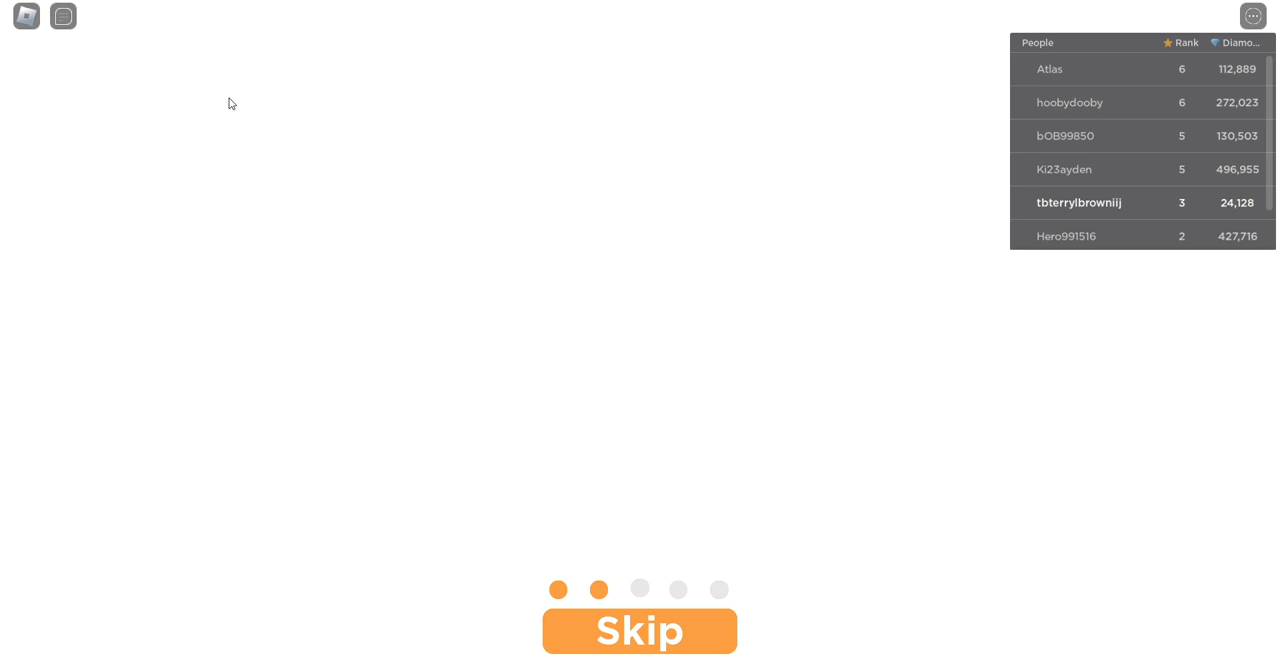 People Rank Diamo...
Atlas 6 112,889
hoobydooby 6 272,023
bOB99850 5 130,503
Ki23ayden 5 496,955
tbterrylbrowniij 3 24,128
Hero991516 2 427,716
Skip